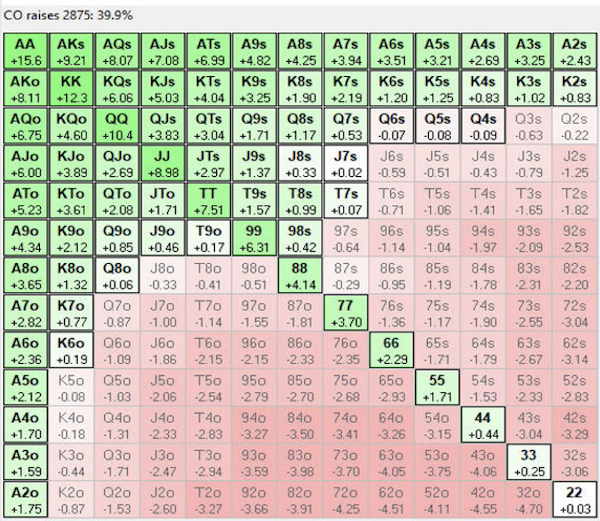 CO raises 2875: 39.9%
AA AKs AQs AJs ATs A9s A8s A7s A6s A5s A4s A3s A2s
+15.6 +9.21 +8.07 +7.08 +6.99 +4.82 +4.25 +3.94 +3.51 +3.21 +2.69 +3.25 +2.43
AKo KK KQs KJs KTs K9s K8s K7s K6s K5s K4s K3s K2s
+8.11 +12.3 +6.06 +5.03 +4.04 +3.25 +1.90 +2.19 +1.20 +1.25 +0.83 +1.02 +0.83
AQo KQo QQ QJs QTs Q9s Q8s Q7s Q6s Q5s Q4s Q3s Q2s
+6.75 +4.60 +10.4 +3.83 +3.04 +1.71 +1.17 +0.53 -0.07 -0.08 -0.09 -0.63 -0.22
AJo KJo QJo JJ JTs J9s J8s J7s J6s J5s J4s J3s J2s
+6.00 +3.89 +2.69 +8.98 +2.97 +1.37 +0.33 +0.02 -0.59 -0.51 -0.43 -0.79 -1.25
ATo KTo QTo JTo TT T9s T8s T7s T6s T5s T4s T3s T2s
+5.23 +3.61 +2.08 +1.71 +7.51 +1.57 +0.99 +0.07 -0.71 -1.06 -1.41 -1.65 -1.82
A9o K9o Q9o J9o T9o 99 98s 97s 96s 95s 94s 93s 92s
+4.34 +2.12 +0.85 +0.46 +0.17 +6.31 +0.42 -0.64 -1.14 -1.04 -1.97 -2.09 -2.53
A8o K8o Q8o J8o T8o 98o 88 87s 86s 85s 84s 83s 82s
+3.65 +1.32 +0.06 -0.33 -0.41 -0.51 +4.14 -0.29 -0.95 -1.19 -1.78 -2.31 -2.20
A7o K7o Q7o J7o T7o 97o 87o 77 76s 75s 74s 73s 72s
+2.82 +0.77 -0.87 -1.00 -1.14 -1.55 -1.81 +3.70 -1.36 -1.17 -1.90 -2.55 -3.04
A6o K6o Q6o J6o T6o 96o 86o 76o 66 65s 64s 63s 62s
+2.36 +0.19 -1.09 -1.86 -2.15 -2.15 -2.33 -2.35 +2.29 -1.71 -1.79 -2.67 -3.14
A5o K5o Q5o J5o T5o 95o 85o 75o 65o 55 54s 53s 52s
+2.12 -0.08 -1.03 -2.06 -2.54 -2.79 -2.70 -2.68 -2.93 +1.71 -1.53 -2.33 -2.83
A4o K4o Q4o J4o T4o 94o 84o 74o 64o 54o 44 43s 42s
+1.70 -0.18 -1.31 -2.33 -2.83 -3.27 -3.50 -3.41 -3.26 -3.15 +0.44 -3.04 -3.29
A3o K3o Q3o J3o T3o 93o 83o 73o 63o 53o 43o 33 32s
+1.59 -0.44 -1.71 -2.47 -2.94 -3.59 -3.98 -3.70 -4.05 -3.75 -4.06 +0.25 -3.06
A2o K2o Q2o J2o T2o 92o 82o 72o 62o 52o 42o 32o 22
+1.75 -0.87 -1.53 -2.60 -3.27 -3.66 -3.91 -4.25 -4.51 -4.11 -4.55 -4.70 +0.03